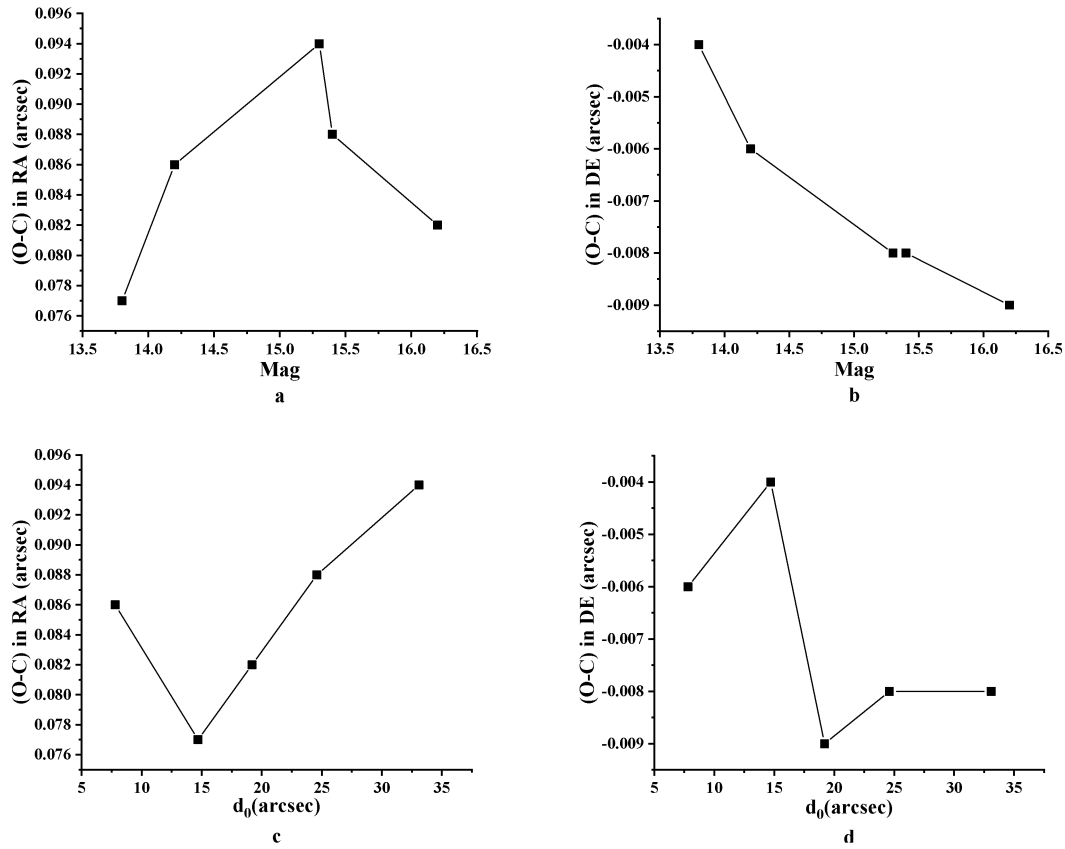 0.096
0.094
0.092
0.090
0.088
0.086
0.084
0.082
0.080
0.078
0.076
(O-C) in RA (arcsec)
13.5 14.0 14.5 15.0 15.5 16.0 16.5
Mag
a
-0.004
-0.005
-0.006
-0.007
-0.008
-0.009
(O-C) in DE (arcsec)
13.5 14.0 14.5 15.0 15.5 16.0 16.5
Mag
b
0.096
0.094
0.092
0.090
0.088
0.086
0.084
0.082
0.080
0.078
0.076
(O-C) in RA (arcsec)
5 10 15 20 25 30 35
d₀(arcsec)
c
-0.004
-0.005
-0.006
-0.007
-0.008
-0.009
(O-C) in DE (arcsec)
5 10 15 20 25 30 35
d₀(arcsec)
d